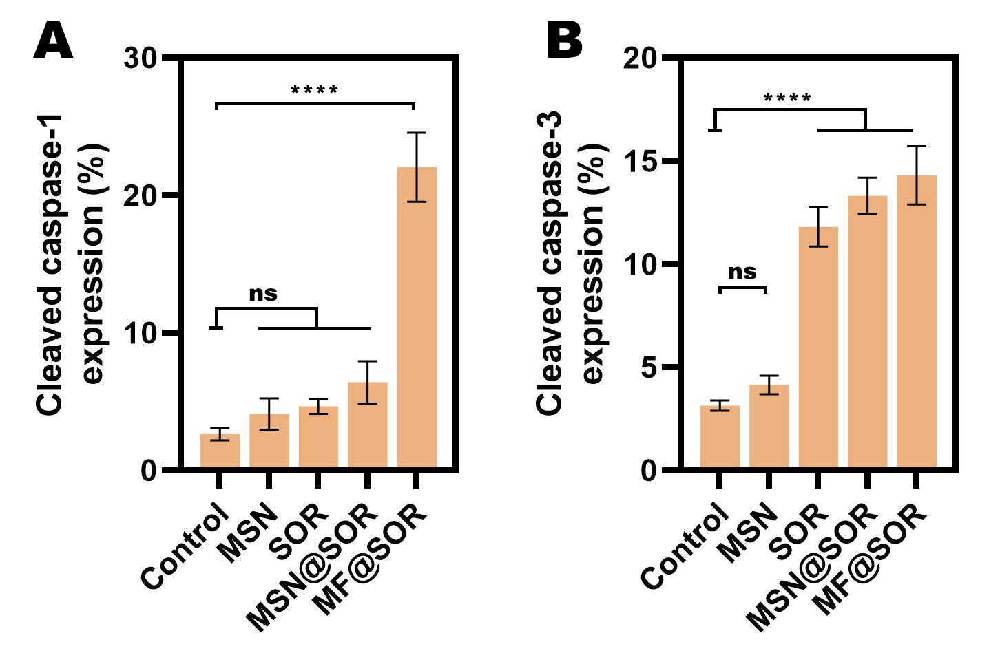 A
Cleaved caspase-1
expression (%)
30
20
10
0
****
ns
Control
MSN
SOR
MSN@SOR
MF@SOR
B
Cleaved caspase-3
expression (%)
20
15
10
5
0
****
ns
Control
MSN
SOR
MSN@SOR
MF@SOR